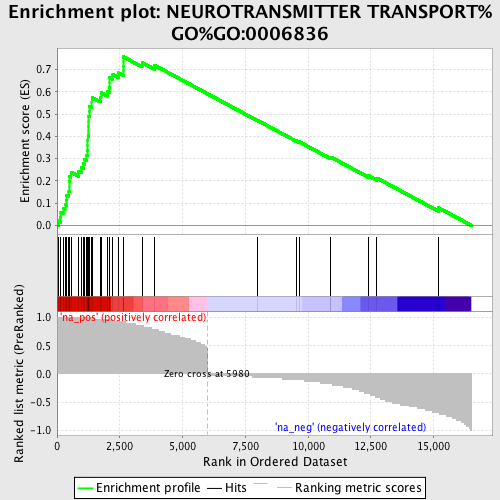 Enrichment plot: NEUROTRANSMITTER TRANSPORT%
GO%GO:0006836
Enrichment score (ES)
0.7
0.6
0.5
0.4
0.3
0.2
0.1
0.0
Ranked list metric (PreRanked)
1.0
0.5
0.0
-0.5
-1.0
'na_pos' (positively correlated)
Zero cross at 5980
'na_neg' (negatively correlated)
0 2,500 5,000 7,500 10,000 12,500 15,000
Rank in Ordered Dataset
Enrichment profile Hits Ranking metric scores